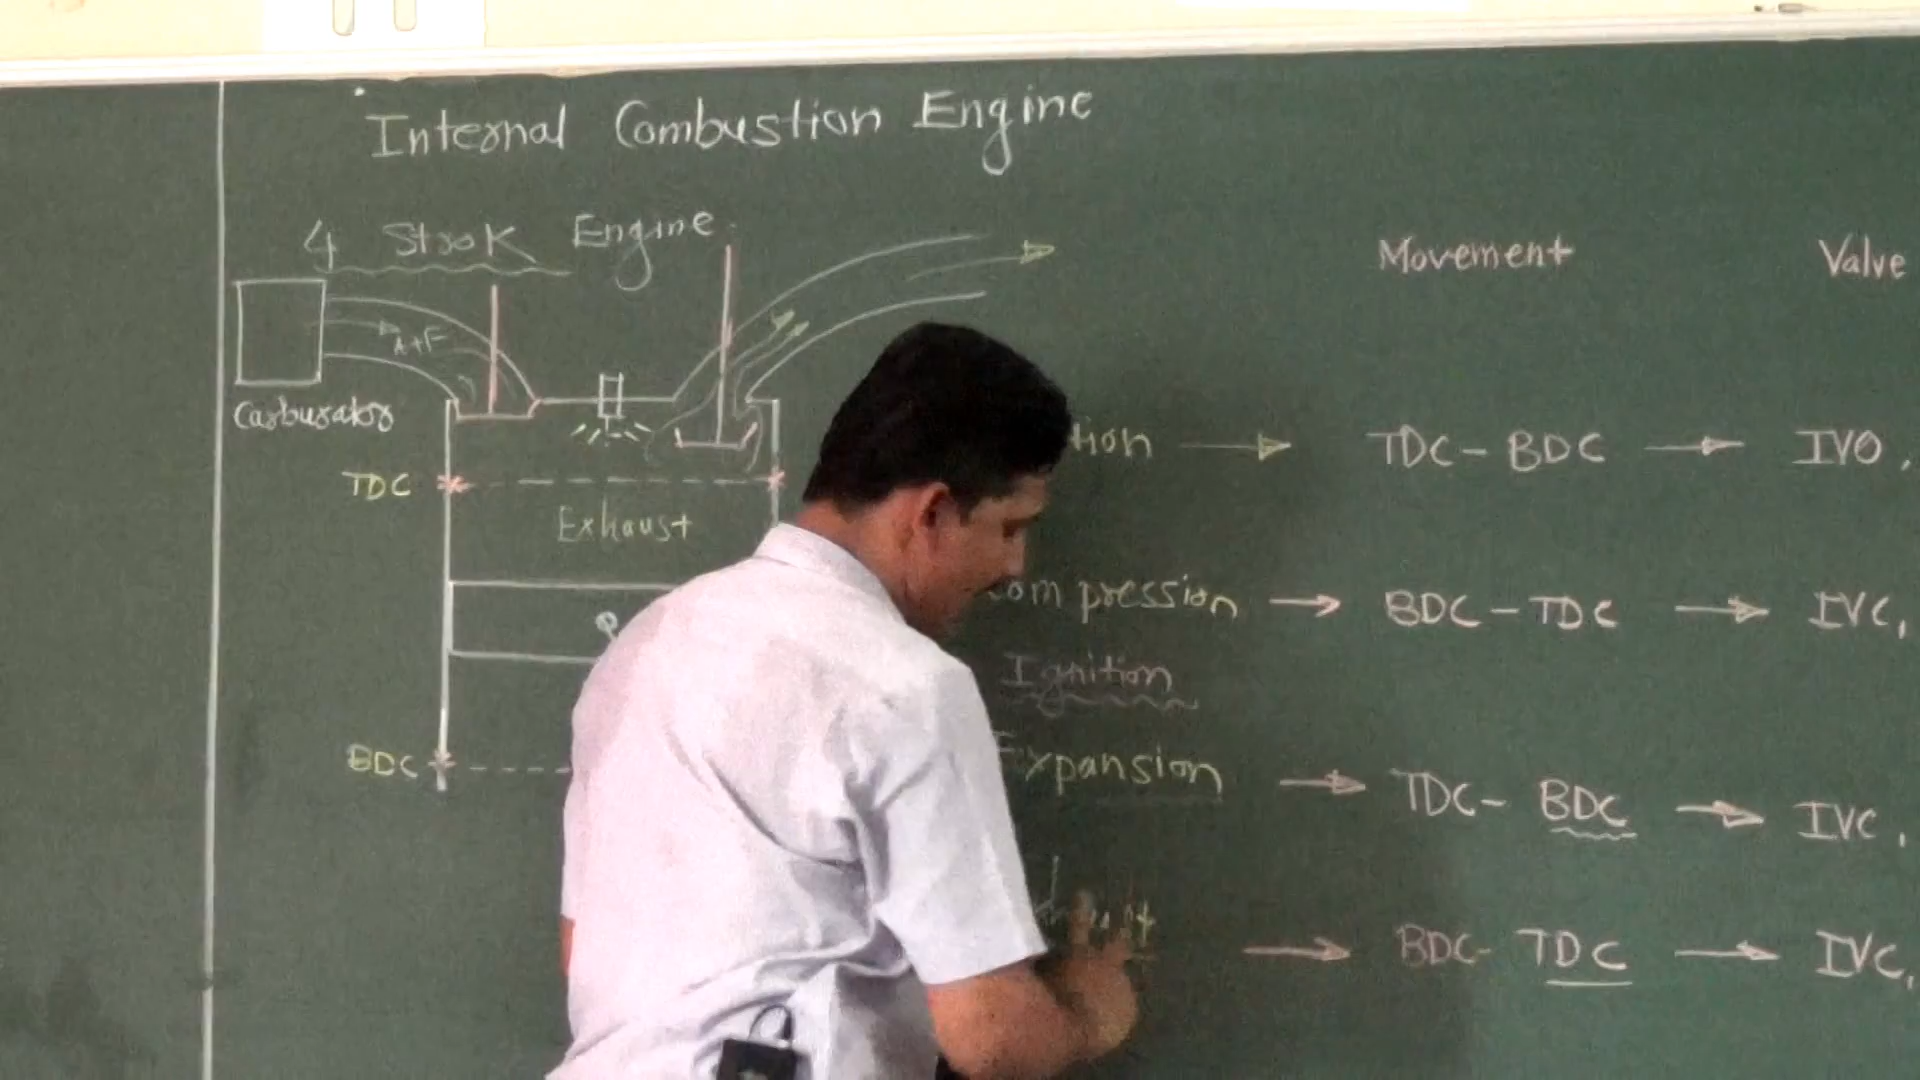 Internal Combustion Engine
4 Strok Engine
Movement Valve
A+F
Carburator
tion → TDC - BDC → IVO,
TDC
Exhaust
ompression → BDC - TDC → IVC,
Ignition
Expansion → TDC - BDC → IVC,
BDC
BDC - TDC → IVC,